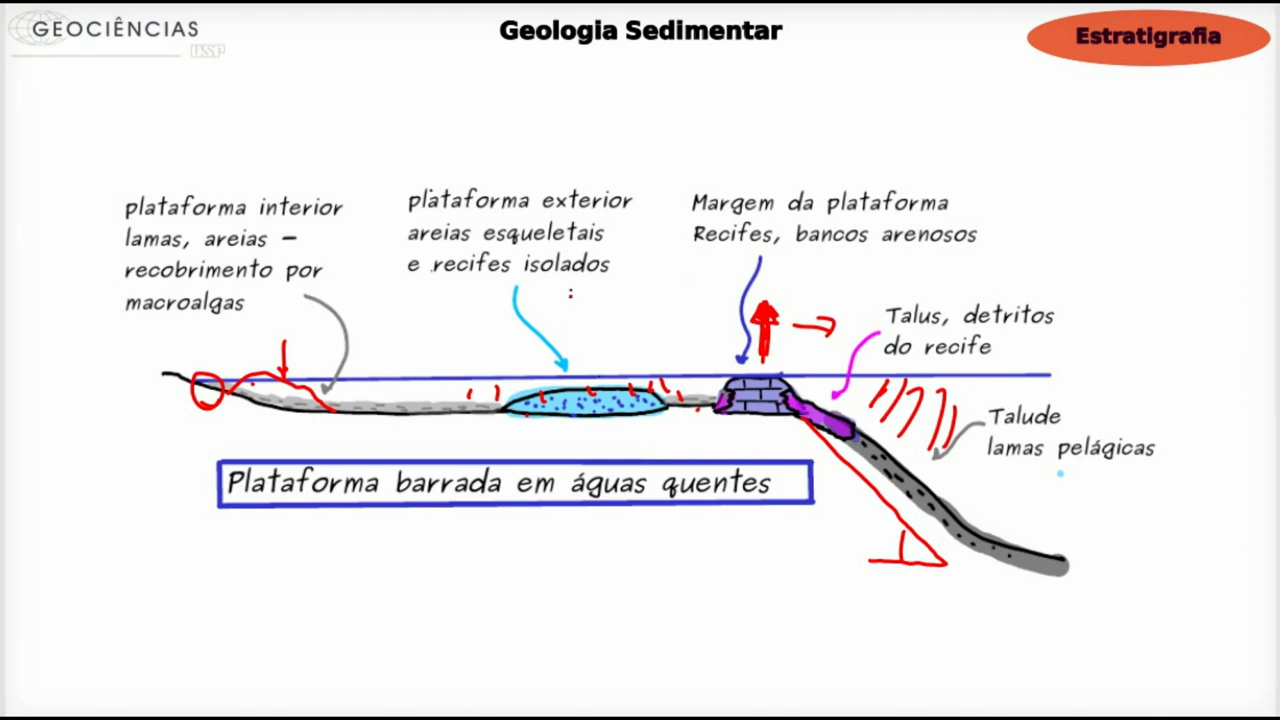 GEOCIÊNCIAS
USP
Geologia Sedimentar
Estratigrafia
plataforma interior
lamas, areias –
recobrimento por
macroalgas
plataforma exterior
areias esqueletais
e recifes isolados
Margem da plataforma
Recifes, bancos arenosos
Talus, detritos
do recife
Talude
lamas pelágicas
Plataforma barrada em águas quentes